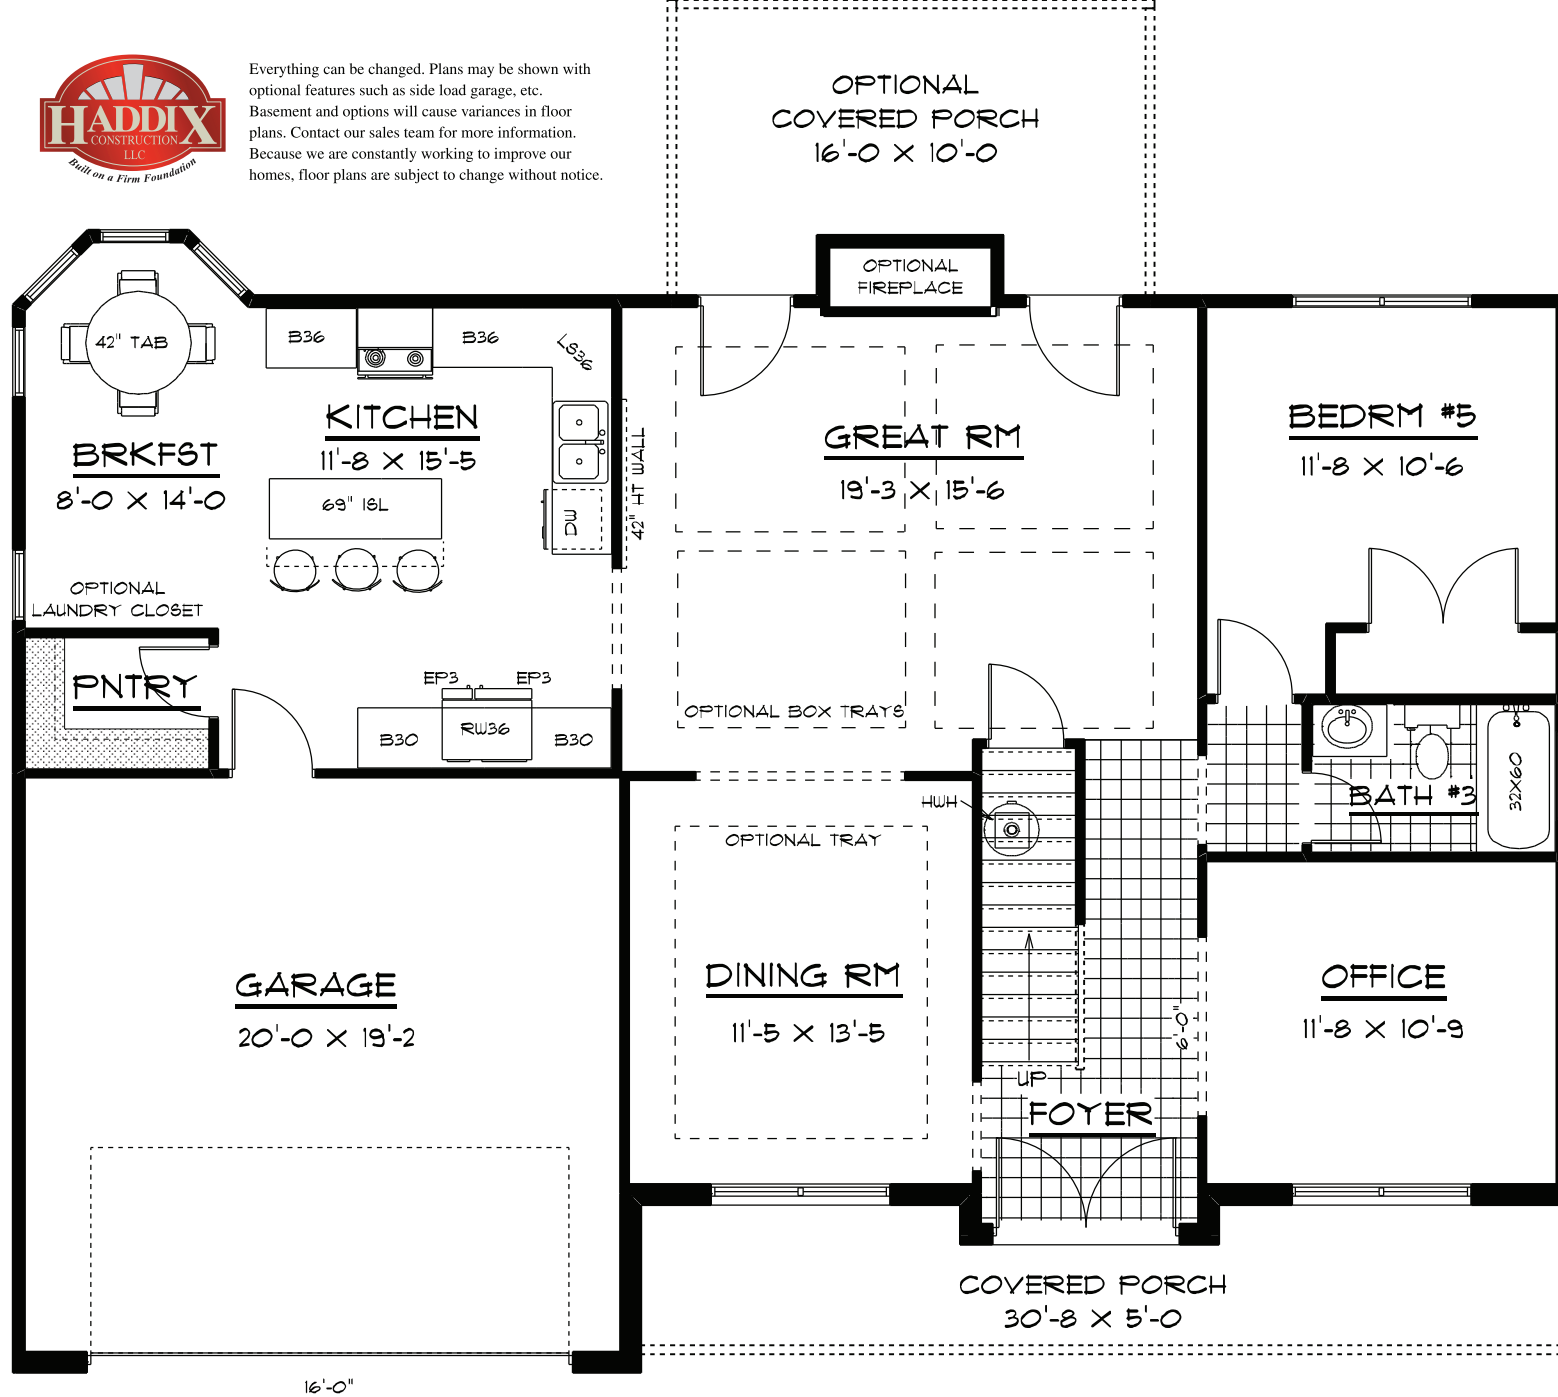 HADDIX
CONSTRUCTION
LLC
Built on a Firm Foundation
Everything can be changed. Plans may be shown with
optional features such as side load garage, etc.
Basement and options will cause variances in floor
plans. Contact our sales team for more information.
Because we are constantly working to improve our
homes, floor plans are subject to change without notice.
OPTIONAL
COVERED PORCH
16'-0 X 10'-0
OPTIONAL
FIREPLACE
42" TAB
B36
B36
LS36
BRKFST
8'-0 X 14'-0
KITCHEN
11'-8 X 15'-5
69" ISL
DW
42" HT WALL
GREAT RM
19'-3 X 15'-6
BEDRM #5
11'-8 X 10'-6
OPTIONAL
LAUNDRY CLOSET
PNTRY
EP3
EP3
B30
RW36
B30
OPTIONAL BOX TRAYS
BATH #3
32X60
HWH
OPTIONAL TRAY
GARAGE
20'-0 X 19'-2
DINING RM
11'-5 X 13'-5
UP
FOYER
6'-0"
OFFICE
11'-8 X 10'-9
COVERED PORCH
30'-8 X 5'-0
16'-0"